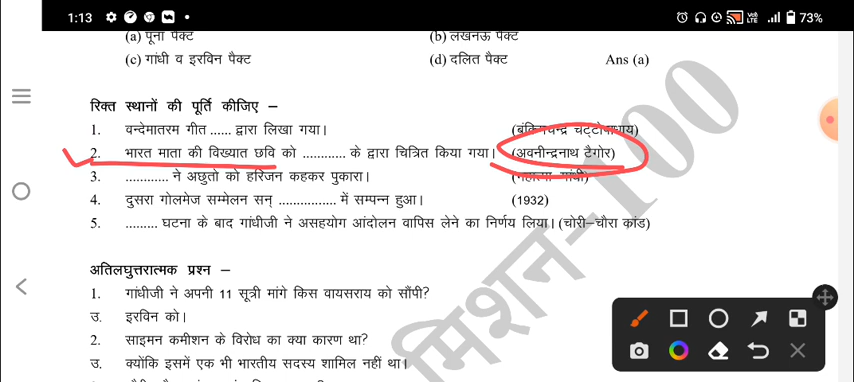 1:13
73%
(a) पूना पैक्ट (b) लखनऊ पैक्ट
(c) गांधी व इरविन पैक्ट (d) दलित पैक्ट Ans (a)
रिक्त स्थानों की पूर्ति कीजिए –
1. वन्देमातरम गीत ...... द्वारा लिखा गया। (बंकिमचन्द्र चट्टोपाध्याय)
2. भारत माता की विख्यात छवि को ............ के द्वारा चित्रित किया गया। (अवनीन्द्रनाथ टैगोर)
3. ............ ने अछुतो को हरिजन कहकर पुकारा। (महात्मा गांधी)
4. दुसरा गोलमेज सम्मेलन सन् ................ में सम्पन्न हुआ। (1932)
5. ......... घटना के बाद गांधीजी ने असहयोग आंदोलन वापिस लेने का निर्णय लिया। (चोरी–चौरा कांड)
अतिलघुत्तरात्मक प्रश्न –
1. गांधीजी ने अपनी 11 सूत्री मांगे किस वायसराय को सौंपी?
उ. इरविन को।
2. साइमन कमीशन के विरोध का क्या कारण था?
उ. क्योंकि इसमें एक भी भारतीय सदस्य शामिल नहीं था।
मिशन-100